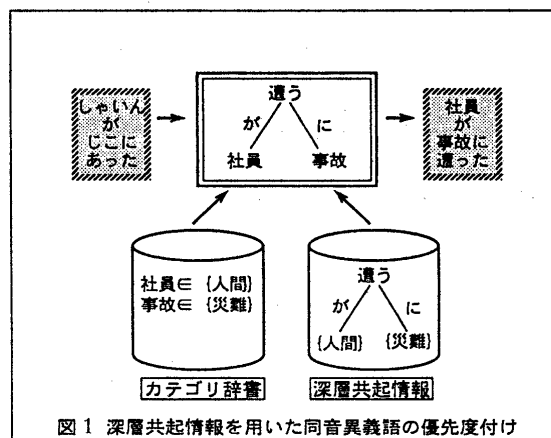 しゃいん
が
じこに
あった
遭う
が に
社員 事故
社員
が
事故に
遭った
社員∈ {人間}
事故∈ {災難}
カテゴリ辞書
遭う
が に
{人間} {災難}
深層共起情報
図1 深層共起情報を用いた同音異義語の優先度付け